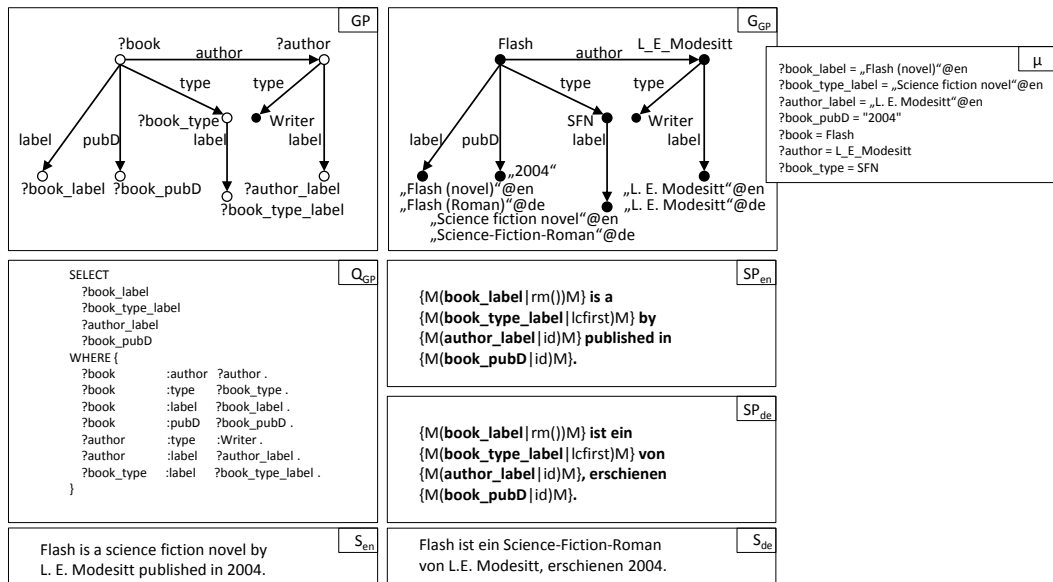 GP
?book
?author
author
type
type
?book_type
Writer
label
pubD
label
label
?book_label
?book_pubD
?author_label
?book_type_label
G_GP
Flash
L_E_Modesitt
author
type
type
SFN
Writer
label
pubD
label
label
„2004“
„Flash (novel)“@en
„Flash (Roman)“@de
„L. E. Modesitt“@en
„L. E. Modesitt“@de
„Science fiction novel“@en
„Science-Fiction-Roman“@de
µ
?book_label = „Flash (novel)“@en
?book_type_label = „Science fiction novel“@en
?author_label = „L. E. Modesitt“@en
?book_pubD = "2004"
?book = Flash
?author = L_E_Modesitt
?book_type = SFN
Q_GP
SELECT
?book_label
?book_type_label
?author_label
?book_pubD
WHERE {
?book :author ?author .
?book :type ?book_type .
?book :label ?book_label .
?book :pubD ?book_pubD .
?author :type :Writer .
?author :label ?author_label .
?book_type :label ?book_type_label .
}
SP_en
{M(book_label|rm())M} is a
{M(book_type_label|lcfirst)M} by
{M(author_label|id)M} published in
{M(book_pubD|id)M}.
SP_de
{M(book_label|rm())M} ist ein
{M(book_type_label|lcfirst)M} von
{M(author_label|id)M}, erschienen
{M(book_pubD|id)M}.
S_en
Flash is a science fiction novel by
L. E. Modesitt published in 2004.
S_de
Flash ist ein Science-Fiction-Roman
von L.E. Modesitt, erschienen 2004.